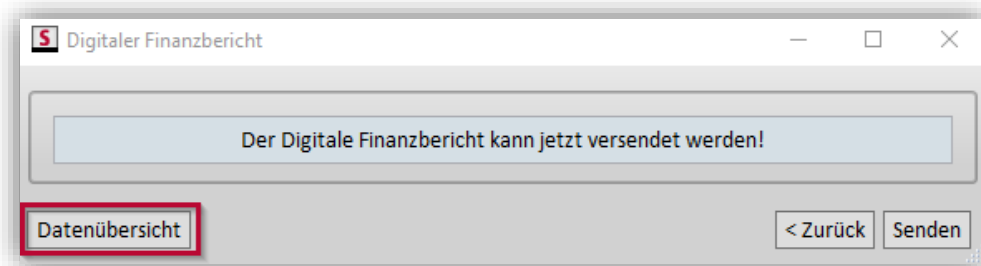 S Digitaler Finanzbericht
Der Digitale Finanzbericht kann jetzt versendet werden!
Datenübersicht < Zurück Senden